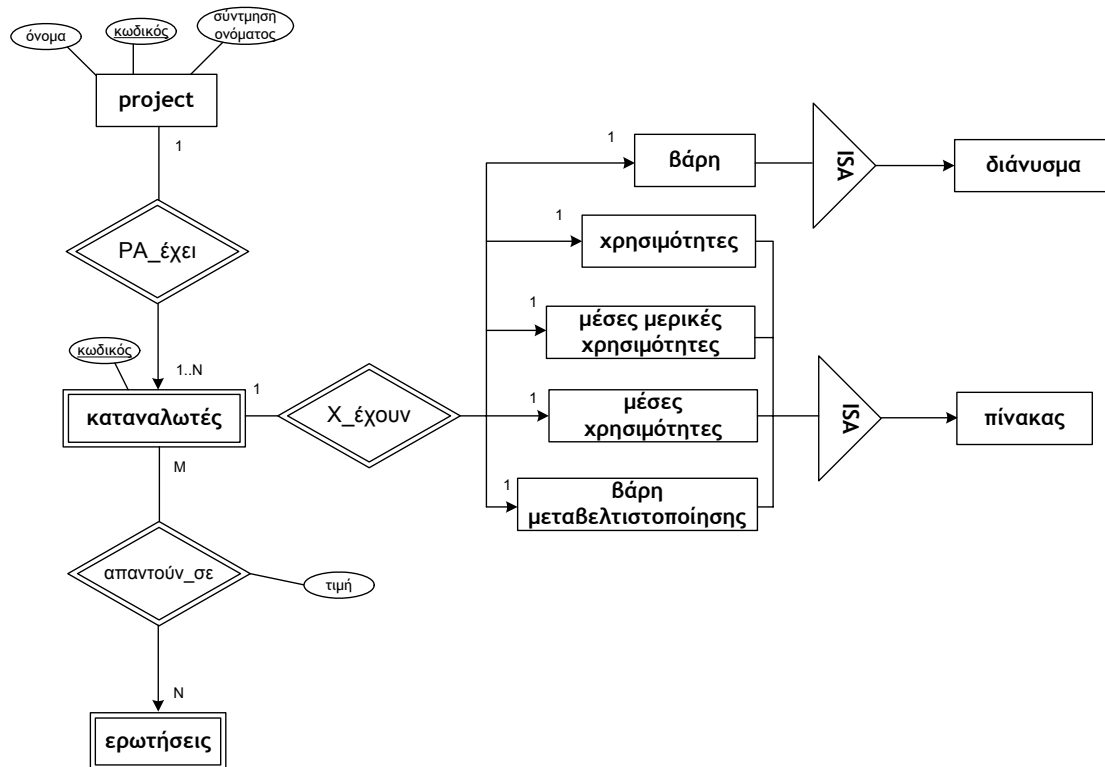 όνομα
κωδικός
σύντμηση
ονόματος
project
1
PA_έχει
1..N
κωδικός
καταναλωτές
1
X_έχουν
M
απαντούν_σε
τιμή
N
ερωτήσεις
1
βάρη
ISA
διάνυσμα
1
χρησιμότητες
1
μέσες μερικές
χρησιμότητες
1
μέσες
χρησιμότητες
ISA
πίνακας
1
βάρη
μεταβελτιστοποίησης